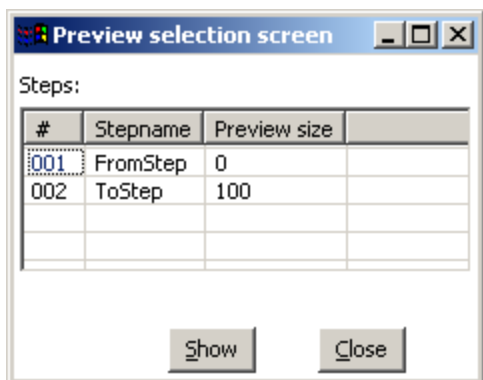 Preview selection screen
Steps:
# Stepname Preview size
001 FromStep 0
002 ToStep 100
Show Close